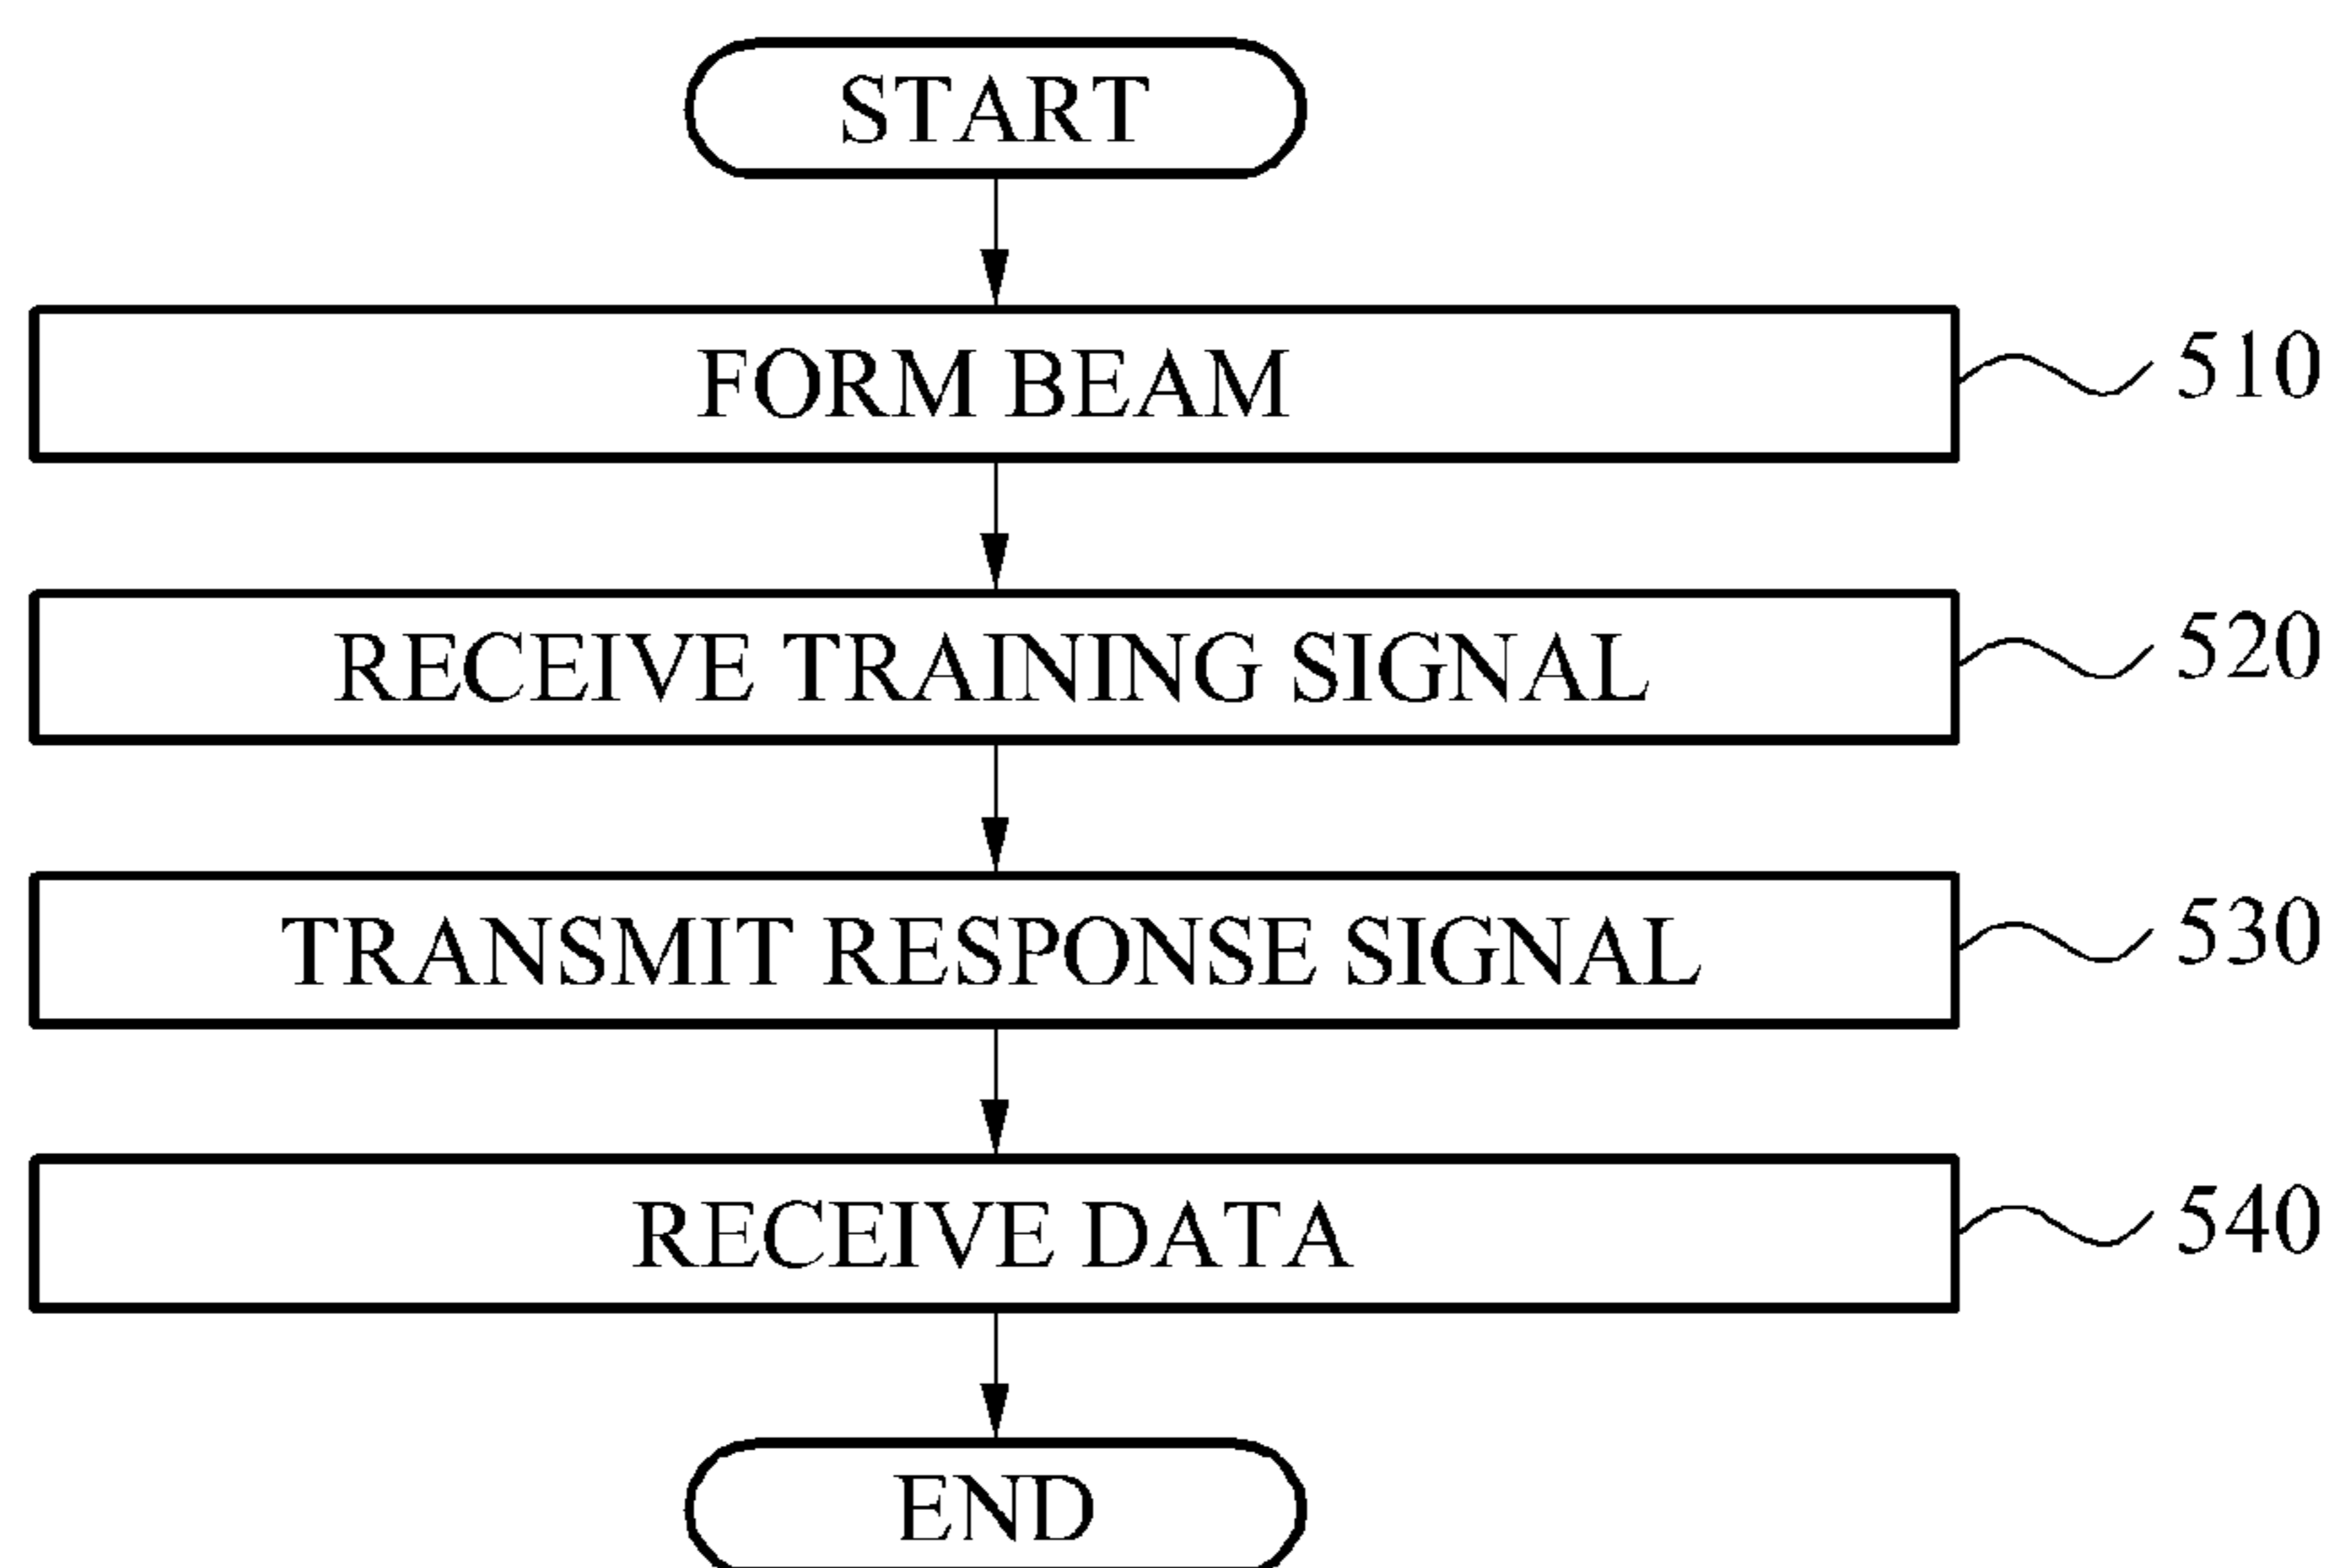 START
FORM BEAM 510
RECEIVE TRAINING SIGNAL 520
TRANSMIT RESPONSE SIGNAL 530
RECEIVE DATA 540
END